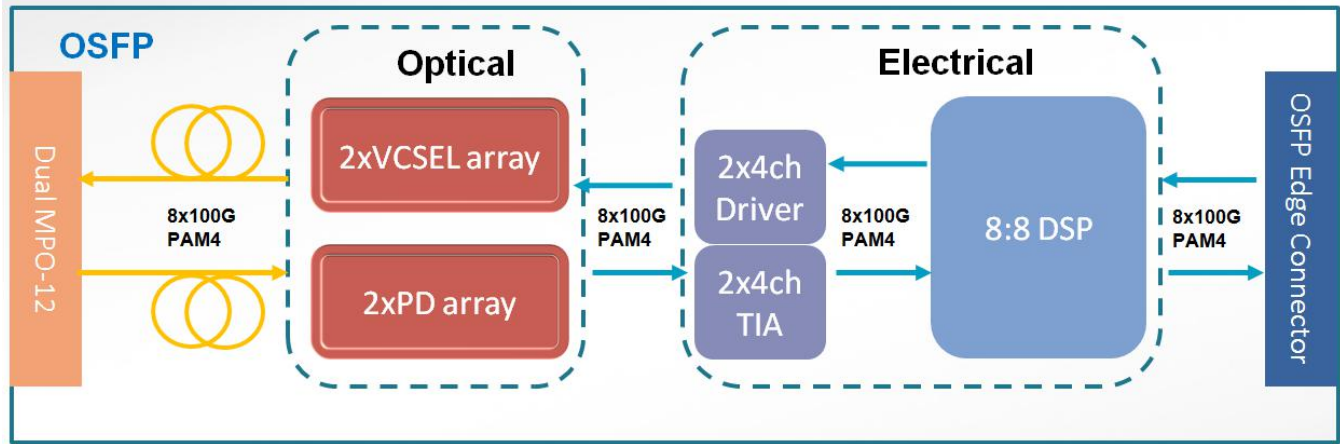 OSFP
Optical
Electrical
Dual MPO-12
8x100G
PAM4
2xVCSEL array
2xPD array
8x100G
PAM4
2x4ch
Driver
2x4ch
TIA
8x100G
PAM4
8:8 DSP
8x100G
PAM4
OSFP Edge Connector